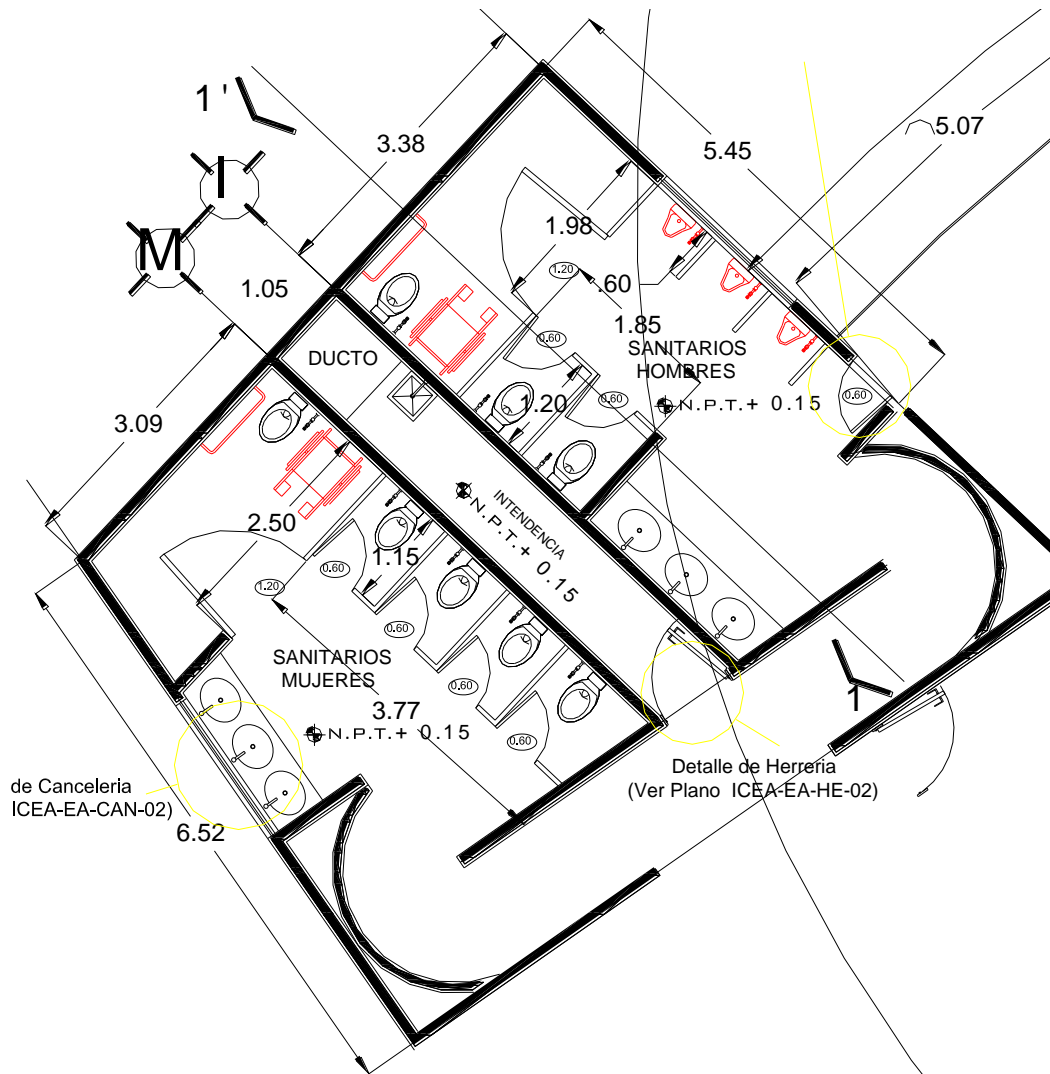 1 '
I
M
3.38
5.45
5.07
1.98
1.20
.60
1.05
1.85
0.60
SANITARIOS
HOMBRES
DUCTO
0.60
0.60
1.20
N.P.T.+ 0.15
3.09
INTENDENCIA
N.P.T.+ 0.15
2.50
1.15
0.60
1.20
0.60
SANITARIOS
MUJERES
0.60
3.77
N.P.T.+ 0.15
0.60
1
Detalle de Herreria
(Ver Plano ICEA-EA-HE-02)
de Canceleria
ICEA-EA-CAN-02)
6.52